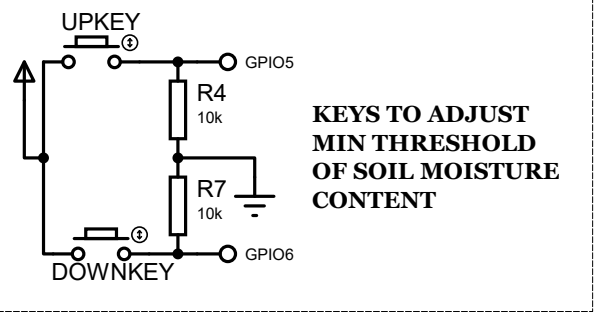 UPKEY
GPIO5
R4
10k
KEYS TO ADJUST
MIN THRESHOLD
OF SOIL MOISTURE
CONTENT
R7
10k
GPIO6
DOWNKEY